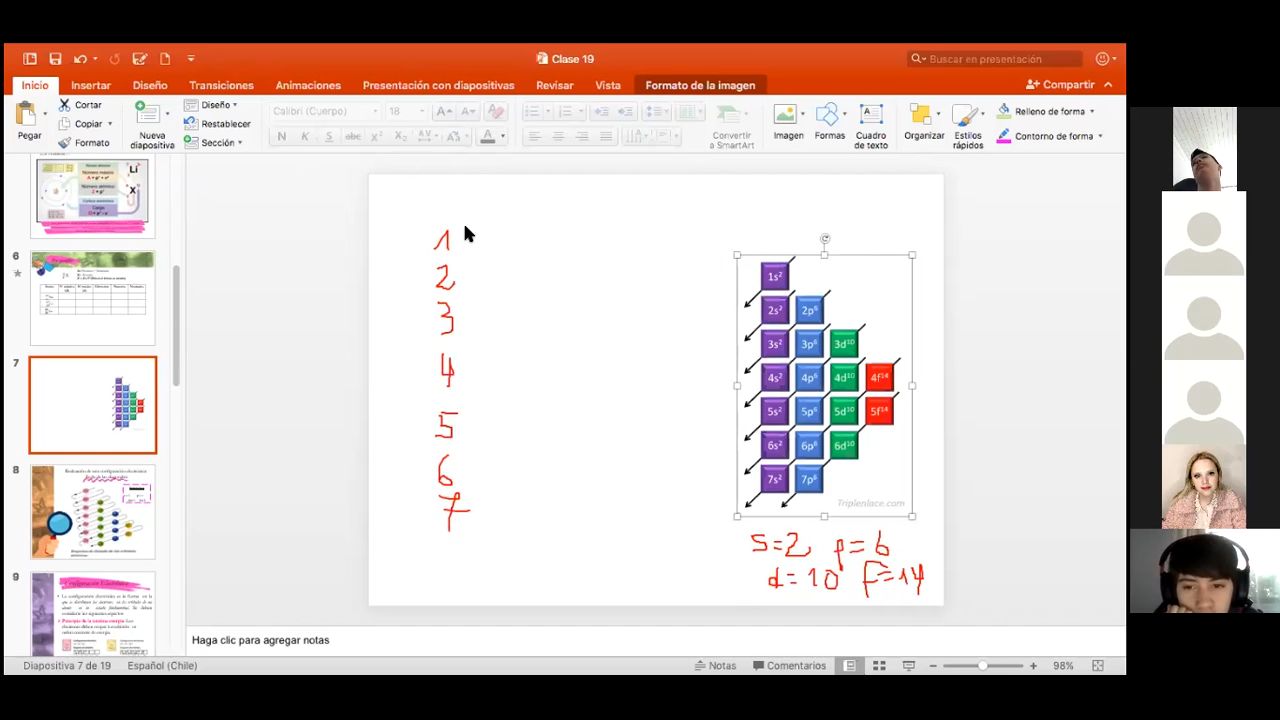 Clase 19
Buscar en presentación
Inicio Insertar Diseño Transiciones Animaciones Presentación con diapositivas Revisar Vista Formato de la imagen Compartir
Pegar Cortar Copiar Formato
Nueva diapositiva Diseño Restablecer Sección
Calibri (Cuerpo) 18
Convertir a SmartArt
Imagen Formas Cuadro de texto Organizar Estilos rápidos
Relleno de forma
Contorno de forma
6
7
8
9
Configuración Electrónica
1
2
3
4
5
6
7
1s²
2s² 2p⁶
3s² 3p⁶ 3d¹⁰
4s² 4p⁶ 4d¹⁰ 4f¹⁴
5s² 5p⁶ 5d¹⁰ 5f¹⁴
6s² 6p⁶ 6d¹⁰
7s² 7p⁶
Triplenlace.com
s=2, p=6
d=10 f=14
Haga clic para agregar notas
Diapositiva 7 de 19 Español (Chile) Notas Comentarios 98%